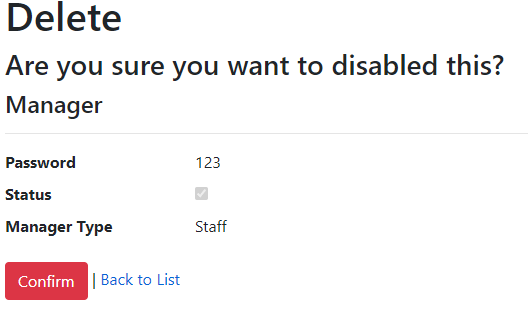 Delete
Are you sure you want to disabled this?
Manager
Password 123
Status
Manager Type Staff
Confirm | Back to List